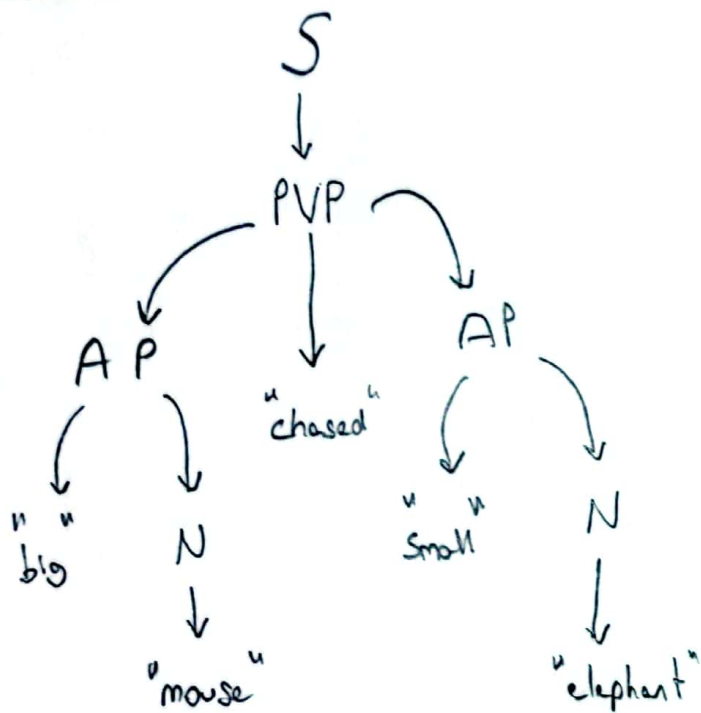 S
PVP
AP AP
"chased"
"big" N "small" N
"mouse" "elephant"